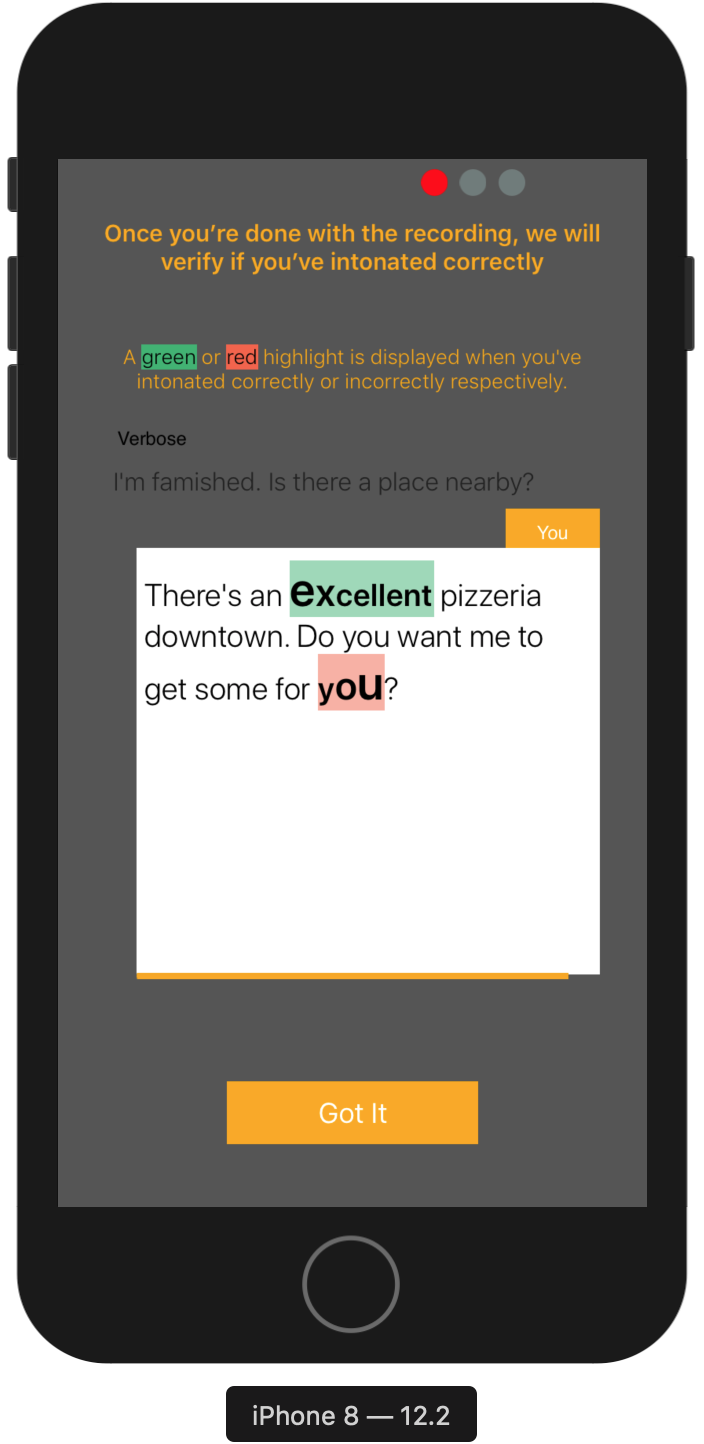 Once you’re done with the recording, we will
verify if you’ve intonated correctly
A green or red highlight is displayed when you've
intonated correctly or incorrectly respectively.
Verbose
I'm famished. Is there a place nearby?
You
There's an excellent pizzeria
downtown. Do you want me to
get some for you?
Got It
iPhone 8 — 12.2